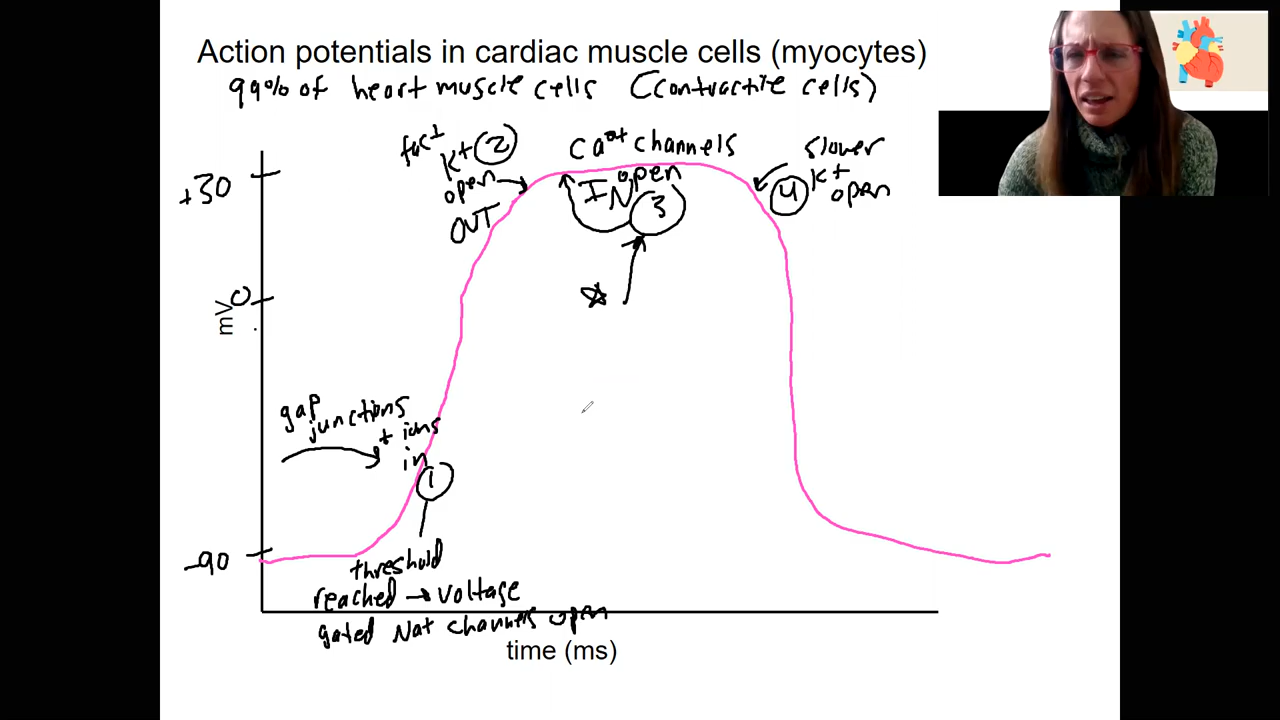 Action potentials in cardiac muscle cells (myocytes)
99% of heart muscle cells (contractile cells)
fast
K+ 2
open
OUT
Ca++ channels
open
IN
3
slower
K+
open
4
+30
0
mV
-90
gap
junctions
+ ions
in
1
threshold
reached → voltage
gated Na+ channels open
time (ms)